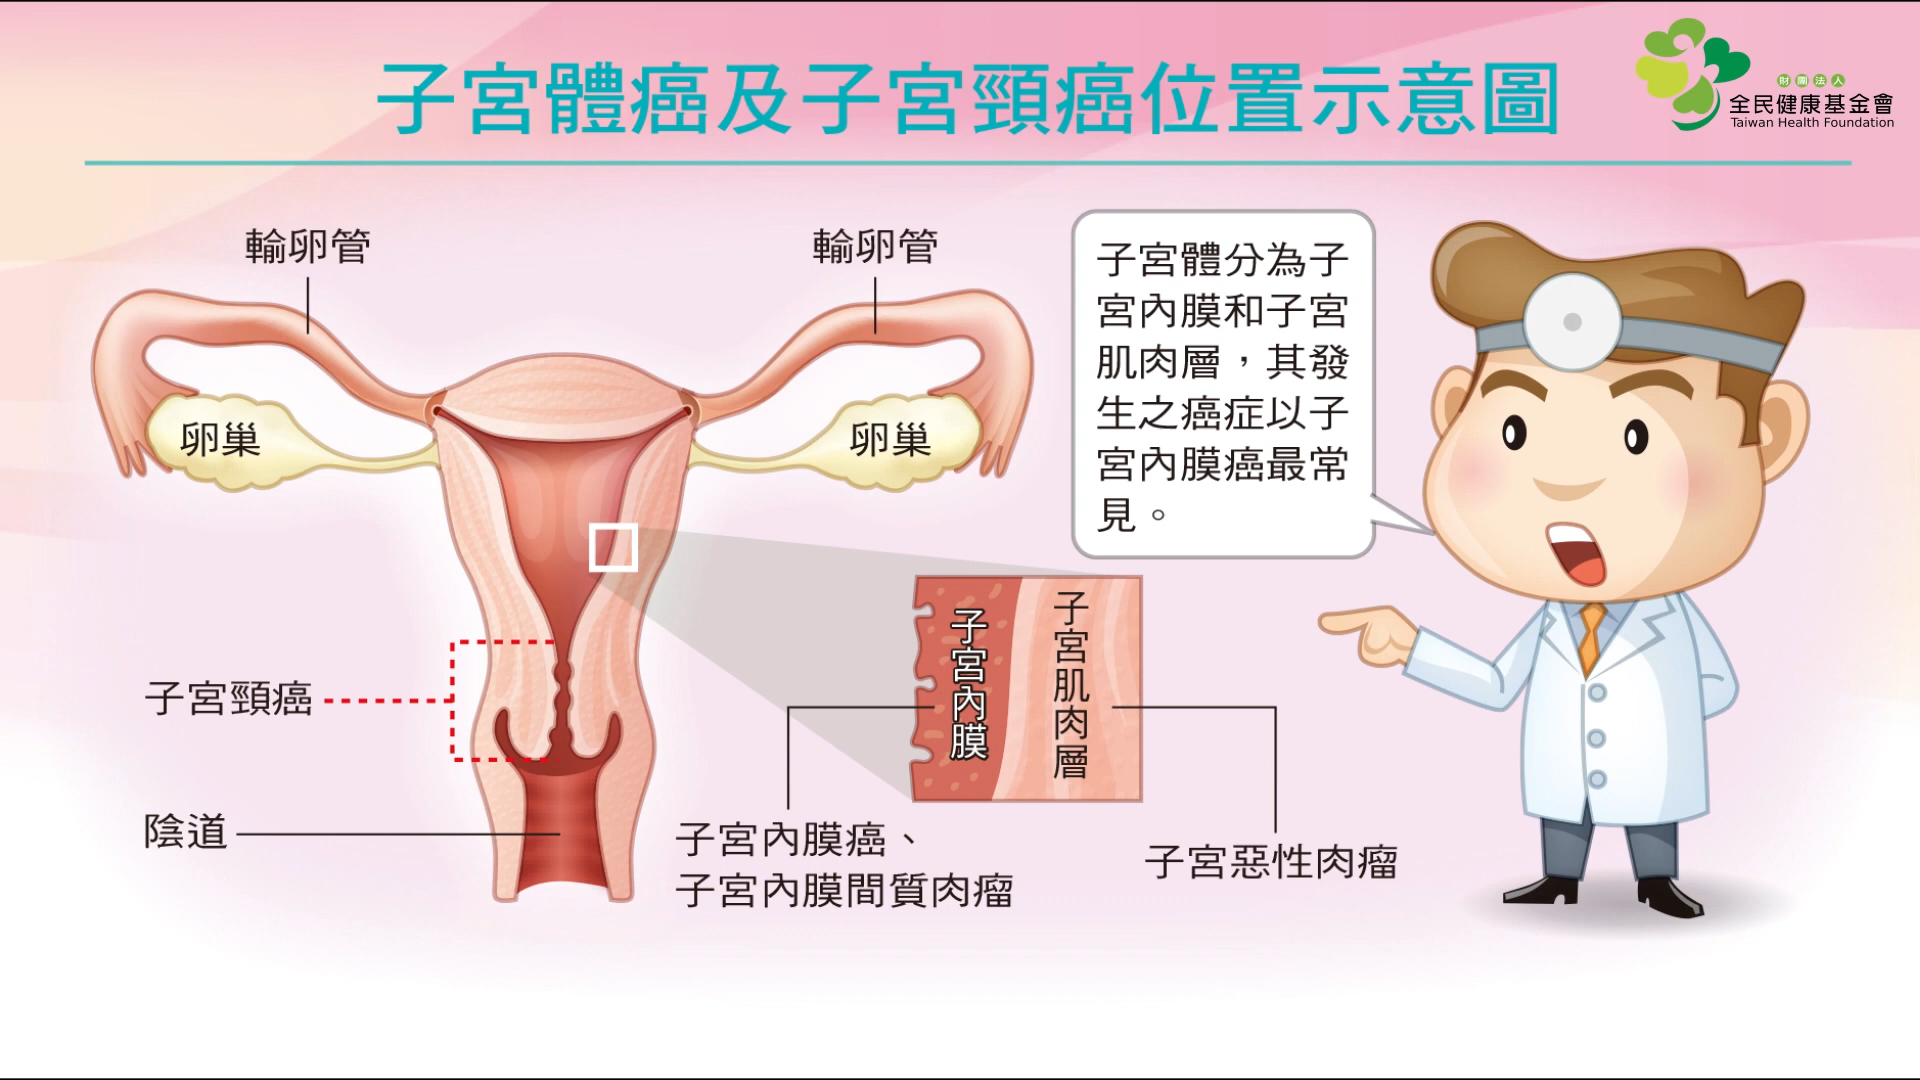 子宮體癌及子宮頸癌位置示意圖
財團法人
全民健康基金會
Taiwan Health Foundation
輸卵管
輸卵管
子宮體分為子
宮內膜和子宮
肌肉層，其發
生之癌症以子
宮內膜癌最常
見。
卵巢
卵巢
子宮內膜
子宮肌肉層
子宮頸癌
陰道
子宮內膜癌、
子宮內膜間質肉瘤
子宮惡性肉瘤